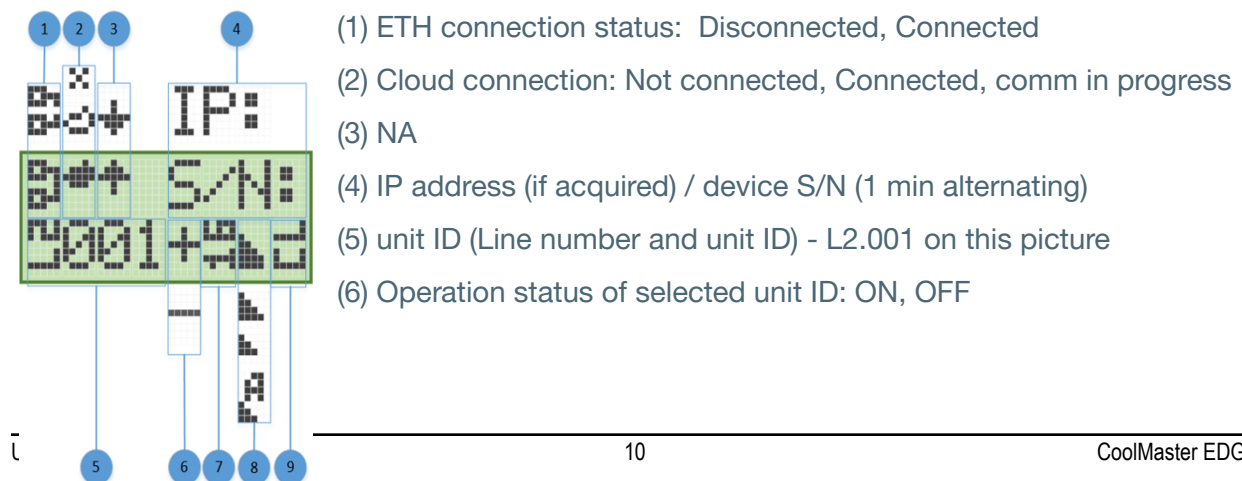 1 2 3 4
IP:
S/N:
001
5 6 7 8 9
(1) ETH connection status: Disconnected, Connected
(2) Cloud connection: Not connected, Connected, comm in progress
(3) NA
(4) IP address (if acquired) / device S/N (1 min alternating)
(5) unit ID (Line number and unit ID) - L2.001 on this picture
(6) Operation status of selected unit ID: ON, OFF
10
CoolMaster EDG